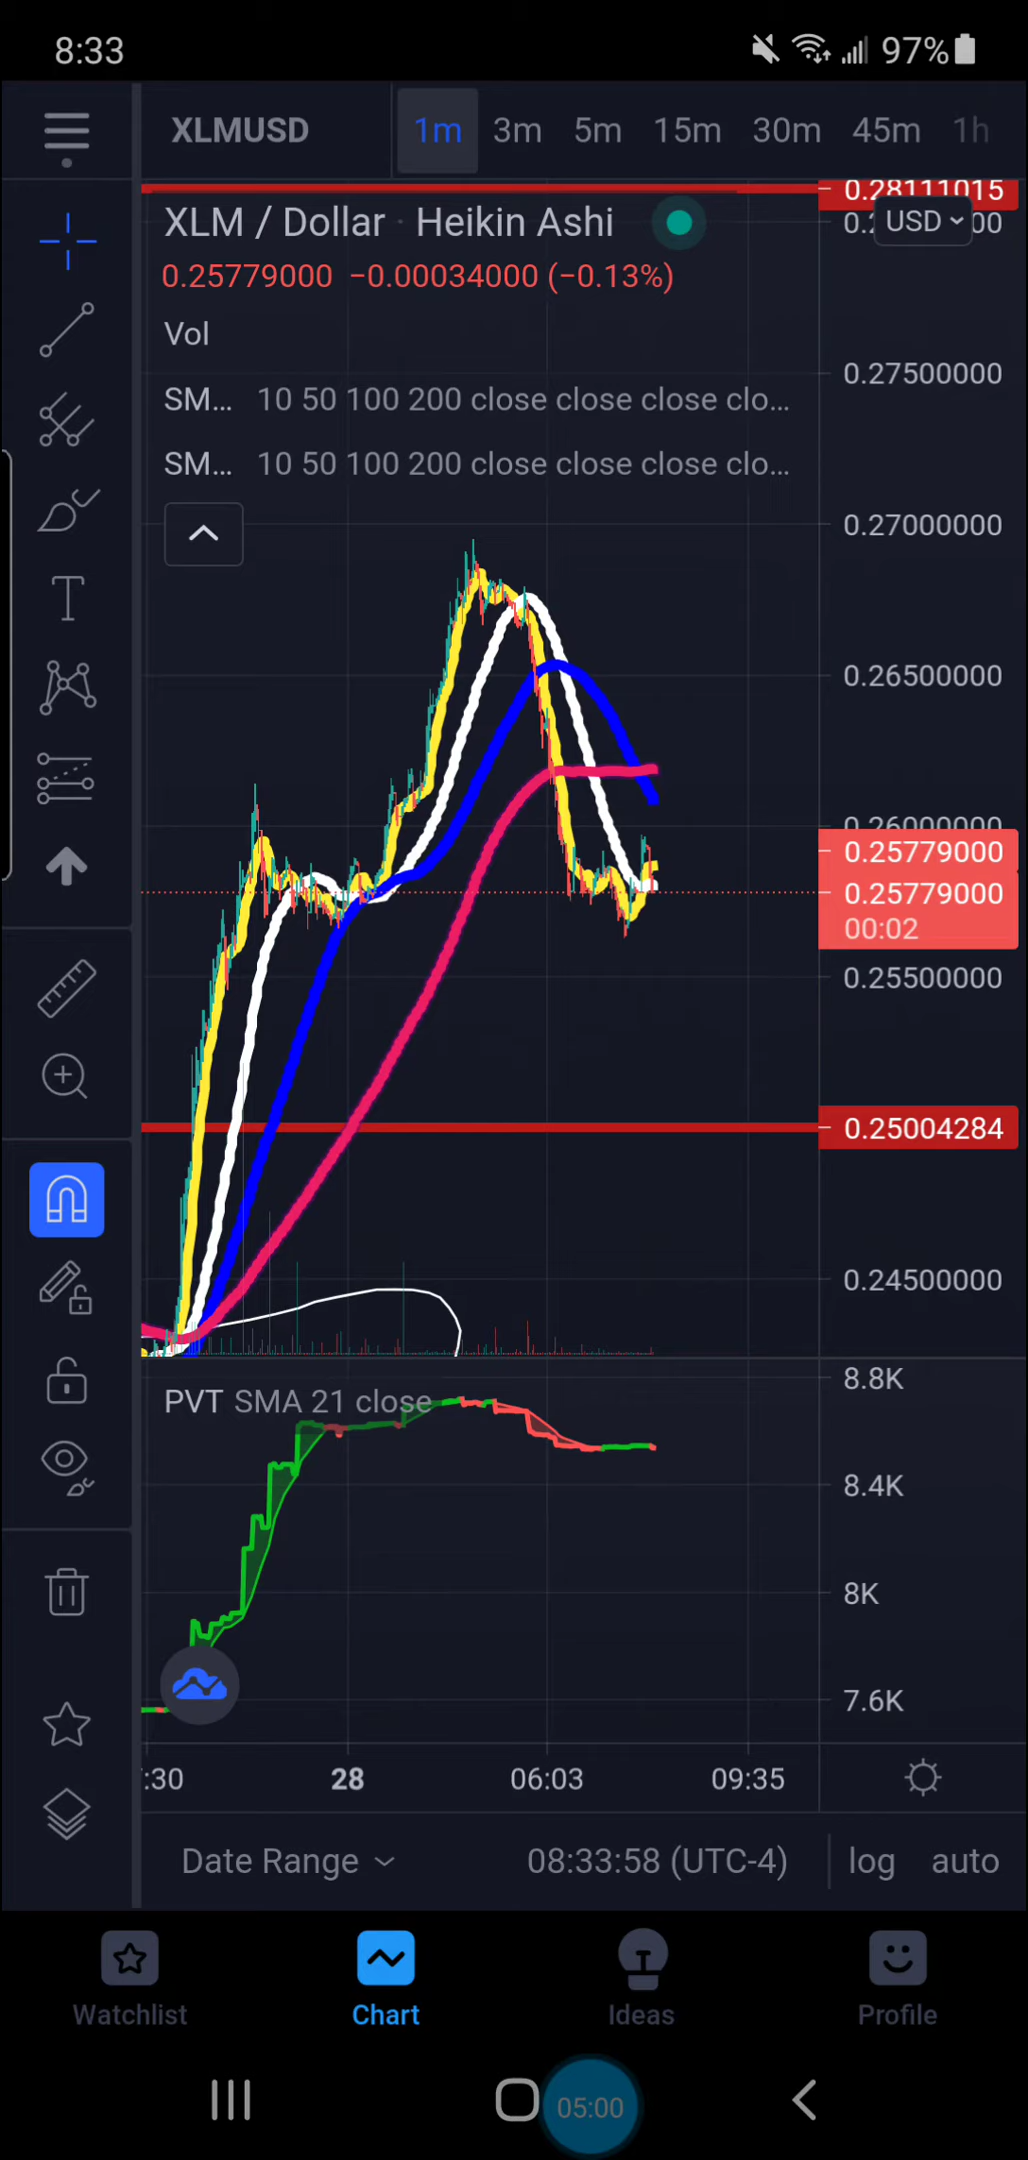 8:33 97%
XLMUSD 1m 3m 5m 15m 30m 45m 1h
0.28111015
XLM / Dollar · Heikin Ashi
USD
0.25779000 −0.00034000 (−0.13%)
Vol
0.27500000
SM... 10 50 100 200 close close close clo...
SM... 10 50 100 200 close close close clo...
0.27000000
0.26500000
0.26000000
0.25779000
0.25779000
00:02
0.25500000
0.25004284
0.24500000
PVT SMA 21 close
8.8K
8.4K
8K
7.6K
:30 28 06:03 09:35
Date Range 08:33:58 (UTC-4) log auto
Watchlist Chart Ideas Profile
05:00